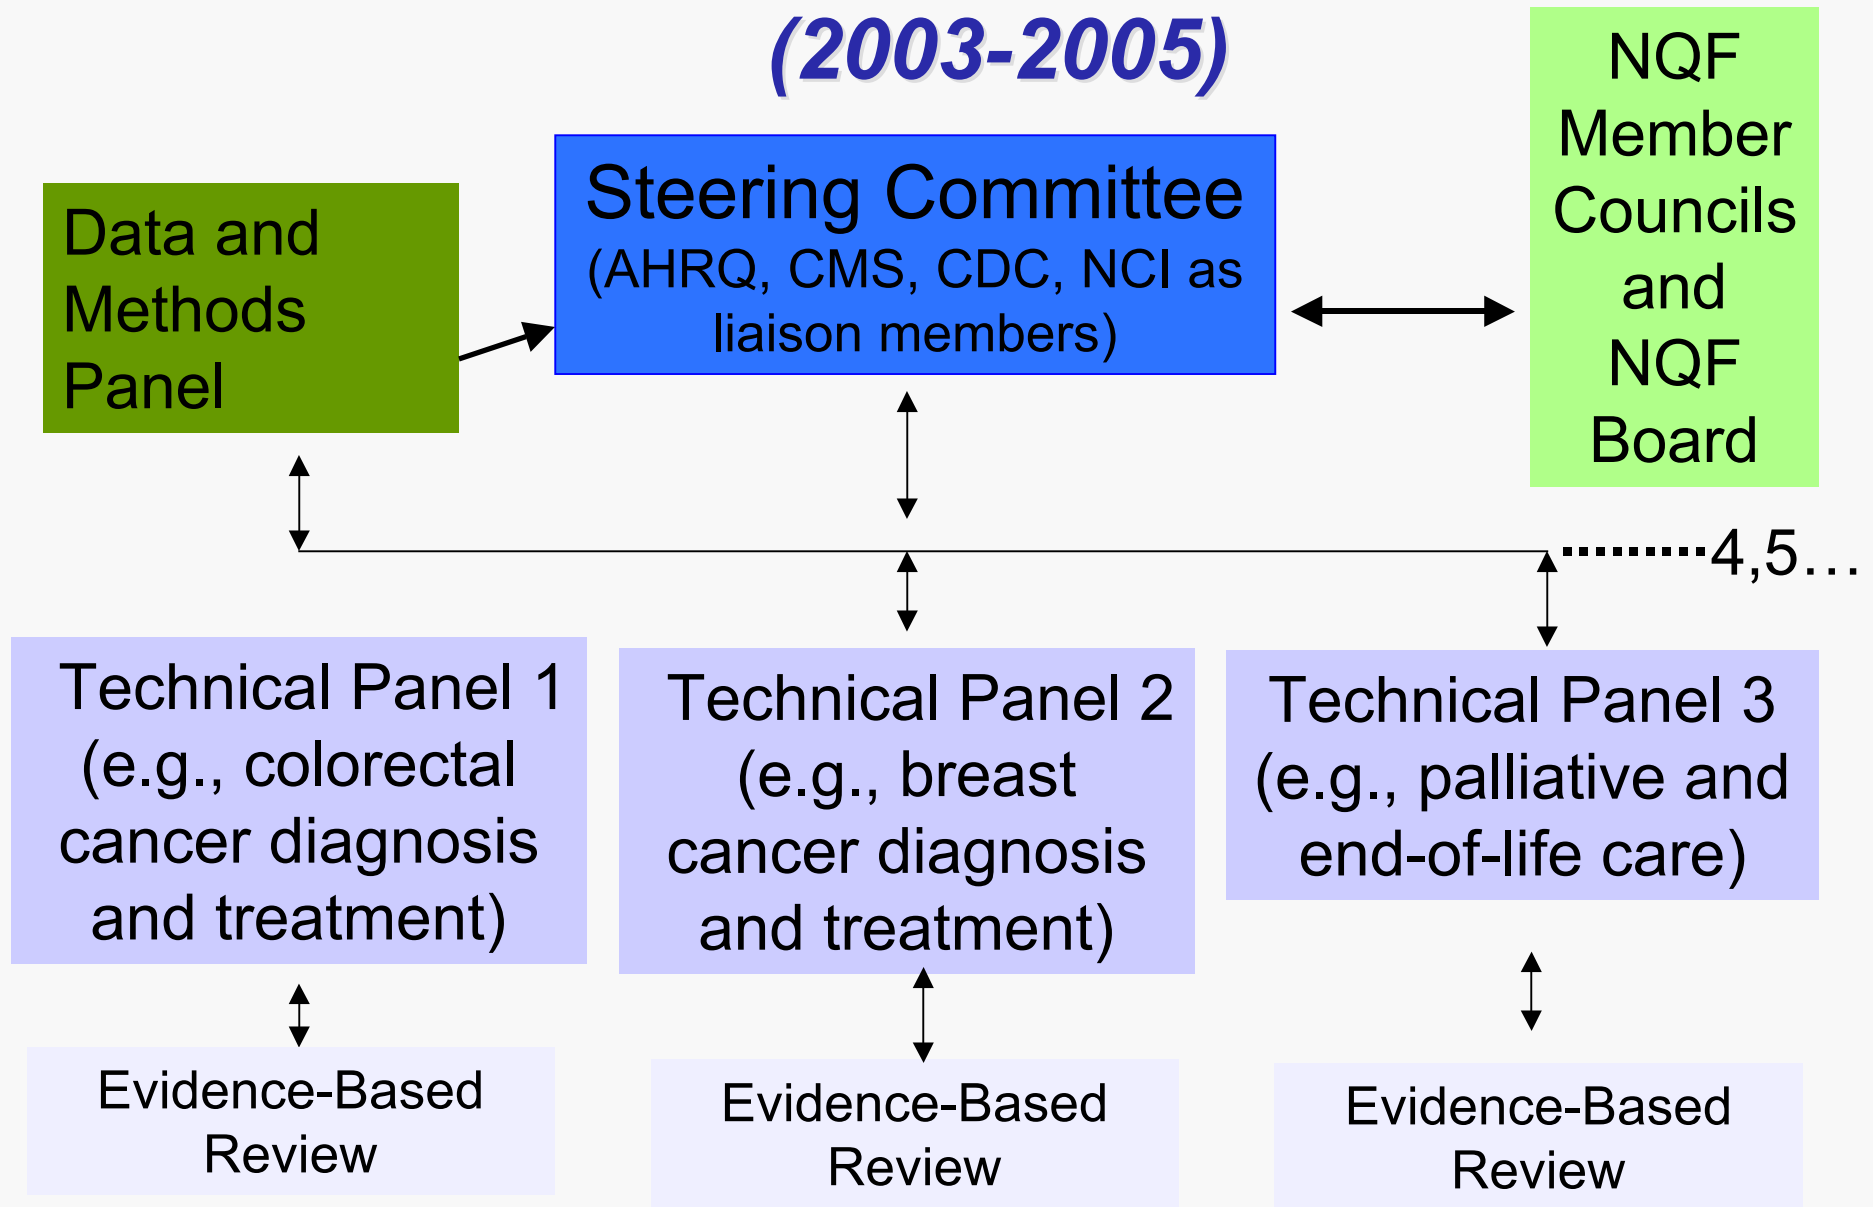 (2003-2005)
Data and
Methods
Panel
Steering Committee
(AHRQ, CMS, CDC, NCI as
liaison members)
NQF
Member
Councils
and
NQF
Board
4,5…
Technical Panel 1
(e.g., colorectal
cancer diagnosis
and treatment)
Technical Panel 2
(e.g., breast
cancer diagnosis
and treatment)
Technical Panel 3
(e.g., palliative and
end-of-life care)
Evidence-Based
Review
Evidence-Based
Review
Evidence-Based
Review